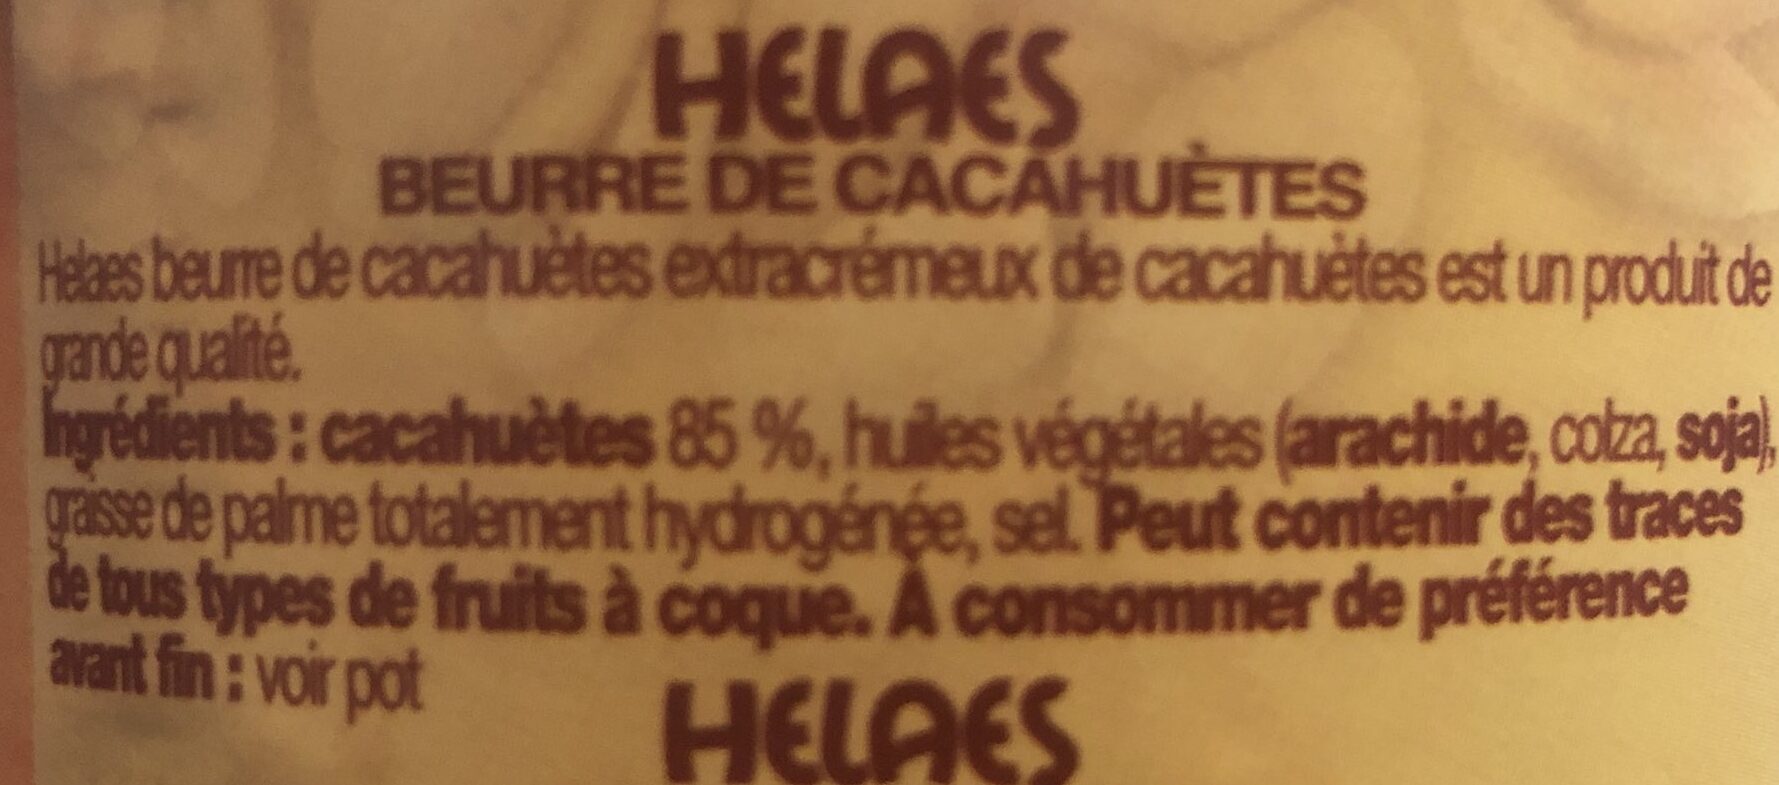 HELAES
BEURRE DE CACAHUÈTES
Helaes beurre de cacahuètes extracrémeux de cacahuètes est un produit de
grande qualité.
Ingrédients : cacahuètes 85 %, huiles végétales (arachide, colza, soja),
graisse de palme totalement hydrogénée, sel. Peut contenir des traces
de tous types de fruits à coque. À consommer de préférence
avant fin : voir pot
HELAES